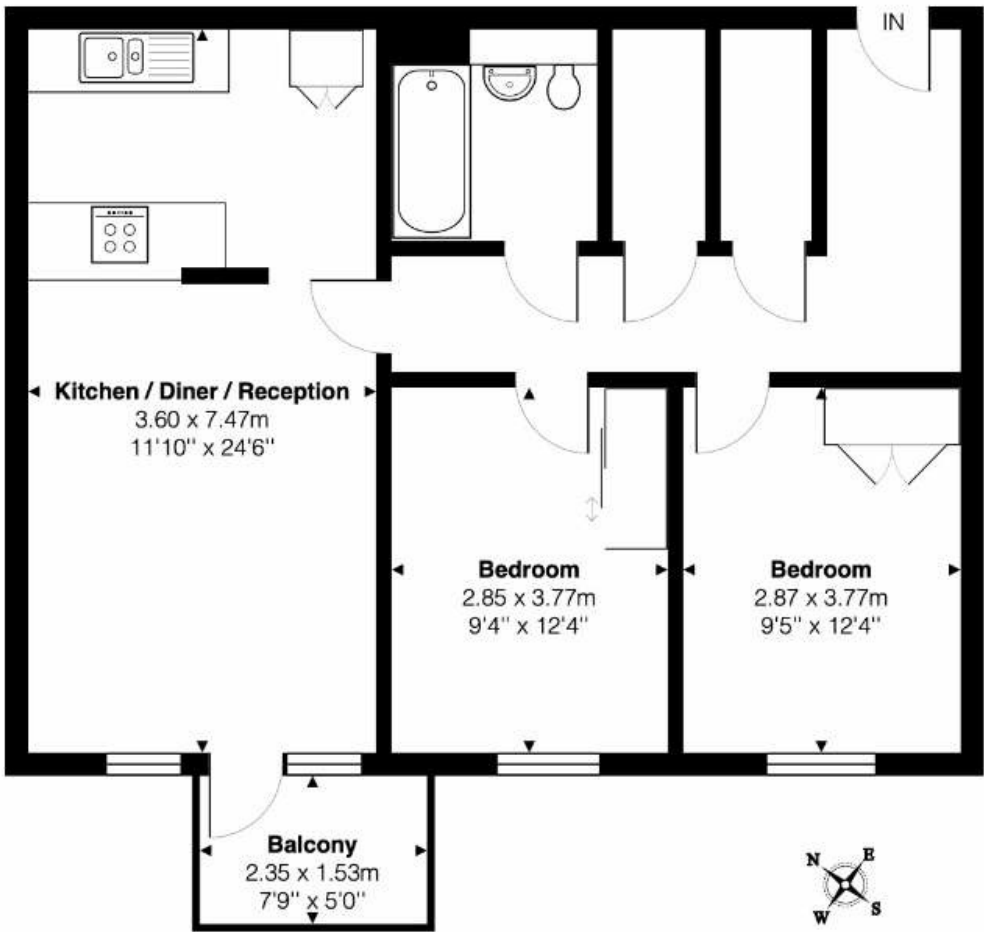 IN
Kitchen / Diner / Reception
3.60 x 7.47m
11'10" x 24'6"
Bedroom
2.85 x 3.77m
9'4" x 12'4"
Bedroom
2.87 x 3.77m
9'5" x 12'4"
Balcony
2.35 x 1.53m
7'9" x 5'0"
N E
W S